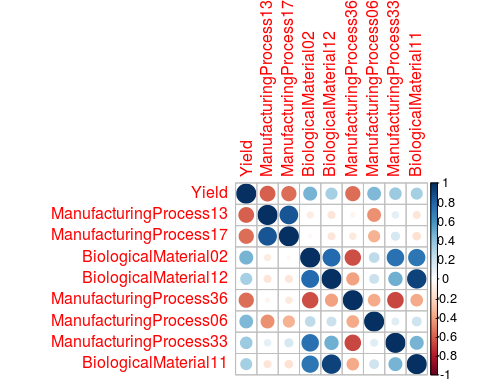 Yield
ManufacturingProcess13
ManufacturingProcess17
BiologicalMaterial02
BiologicalMaterial12
ManufacturingProcess36
ManufacturingProcess06
ManufacturingProcess33
BiologicalMaterial11
Yield
ManufacturingProcess13
ManufacturingProcess17
BiologicalMaterial02
BiologicalMaterial12
ManufacturingProcess36
ManufacturingProcess06
ManufacturingProcess33
BiologicalMaterial11
1
0.8
0.6
0.4
0.2
0
-0.2
-0.4
-0.6
-0.8
-1